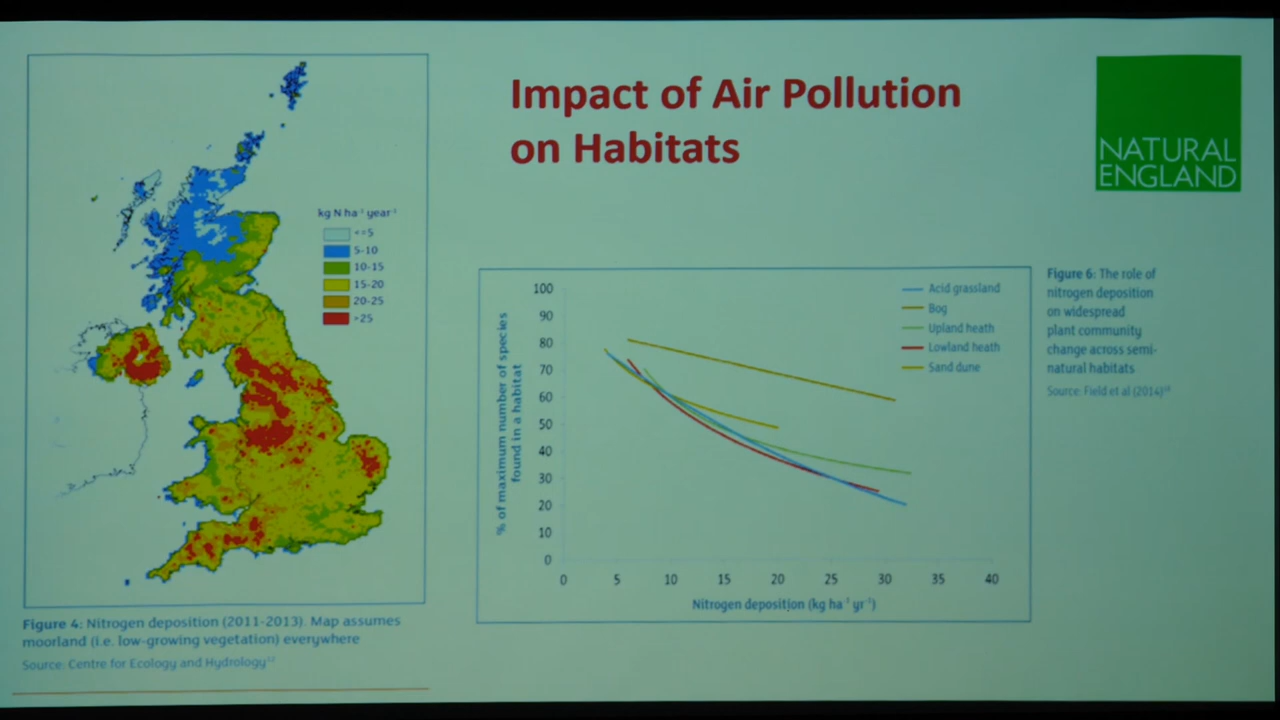 Impact of Air Pollution
on Habitats
NATURAL
ENGLAND
kg N ha⁻¹ year⁻¹
<=5
5-10
10-15
15-20
20-25
>25
Figure 4: Nitrogen deposition (2011-2013). Map assumes
moorland (i.e. low-growing vegetation) everywhere
Source: Centre for Ecology and Hydrology
% of maximum number of species
found in a habitat
100
90
80
70
60
50
40
30
20
10
0
0 5 10 15 20 25 30 35 40
Nitrogen deposition (kg ha⁻¹ yr⁻¹)
Acid grassland
Bog
Upland heath
Lowland heath
Sand dune
Figure 6: The role of
nitrogen deposition
on widespread
plant community
change across semi-
natural habitats
Source: Field et al (2014)